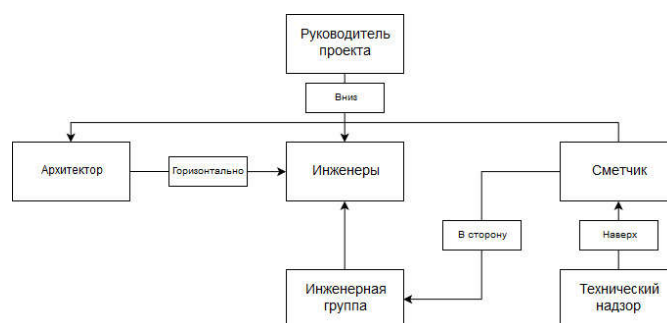 Руководитель
проекта
Вниз
Архитектор
Горизонтально
Инженеры
Сметчик
В сторону
Наверх
Инженерная
группа
Технический
надзор